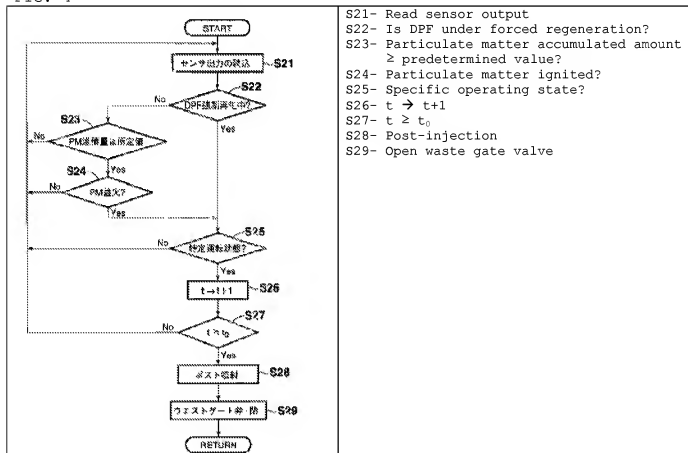 START
センサ出力の読込
S21
S22
DPF強制再生中?
No
Yes
S23
PM堆積量≧所定値
No
Yes
S24
PM着火?
No
Yes
S25
特定運転状態?
No
Yes
t→t+1
S26
S27
t≧t₀
No
Yes
ポスト噴射
S28
ウェストゲート弁
S29
RETURN
S21- Read sensor output
S22- Is DPF under forced regeneration?
S23- Particulate matter accumulated amount
≥ predetermined value?
S24- Particulate matter ignited?
S25- Specific operating state?
S26- t → t+1
S27- t ≥ t₀
S28- Post-injection
S29- Open waste gate valve